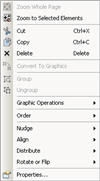 Zoom Whole Page
Zoom to Selected Elements
Cut Ctrl+X
Copy Ctrl+C
Delete Delete
Convert To Graphics
Group
Ungroup
Graphic Operations
Order
Nudge
Align
Distribute
Rotate or Flip
Properties...